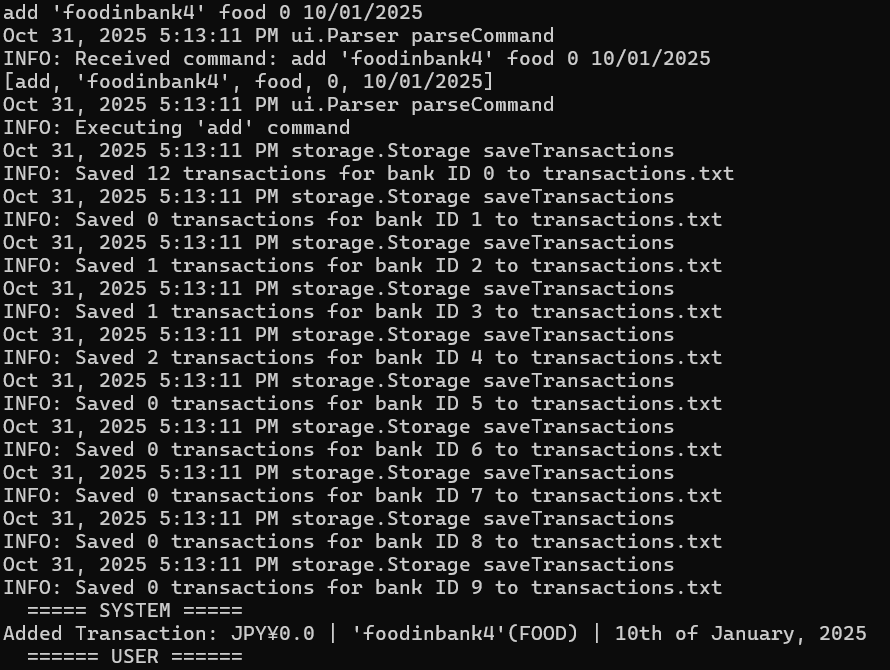 add 'foodinbank4' food 0 10/01/2025
Oct 31, 2025 5:13:11 PM ui.Parser parseCommand
INFO: Received command: add 'foodinbank4' food 0 10/01/2025
[add, 'foodinbank4', food, 0, 10/01/2025]
Oct 31, 2025 5:13:11 PM ui.Parser parseCommand
INFO: Executing 'add' command
Oct 31, 2025 5:13:11 PM storage.Storage saveTransactions
INFO: Saved 12 transactions for bank ID 0 to transactions.txt
Oct 31, 2025 5:13:11 PM storage.Storage saveTransactions
INFO: Saved 0 transactions for bank ID 1 to transactions.txt
Oct 31, 2025 5:13:11 PM storage.Storage saveTransactions
INFO: Saved 1 transactions for bank ID 2 to transactions.txt
Oct 31, 2025 5:13:11 PM storage.Storage saveTransactions
INFO: Saved 1 transactions for bank ID 3 to transactions.txt
Oct 31, 2025 5:13:11 PM storage.Storage saveTransactions
INFO: Saved 2 transactions for bank ID 4 to transactions.txt
Oct 31, 2025 5:13:11 PM storage.Storage saveTransactions
INFO: Saved 0 transactions for bank ID 5 to transactions.txt
Oct 31, 2025 5:13:11 PM storage.Storage saveTransactions
INFO: Saved 0 transactions for bank ID 6 to transactions.txt
Oct 31, 2025 5:13:11 PM storage.Storage saveTransactions
INFO: Saved 0 transactions for bank ID 7 to transactions.txt
Oct 31, 2025 5:13:11 PM storage.Storage saveTransactions
INFO: Saved 0 transactions for bank ID 8 to transactions.txt
Oct 31, 2025 5:13:11 PM storage.Storage saveTransactions
INFO: Saved 0 transactions for bank ID 9 to transactions.txt
  ===== SYSTEM =====
Added Transaction: JPY¥0.0 | 'foodinbank4'(FOOD) | 10th of January, 2025
  ====== USER ======